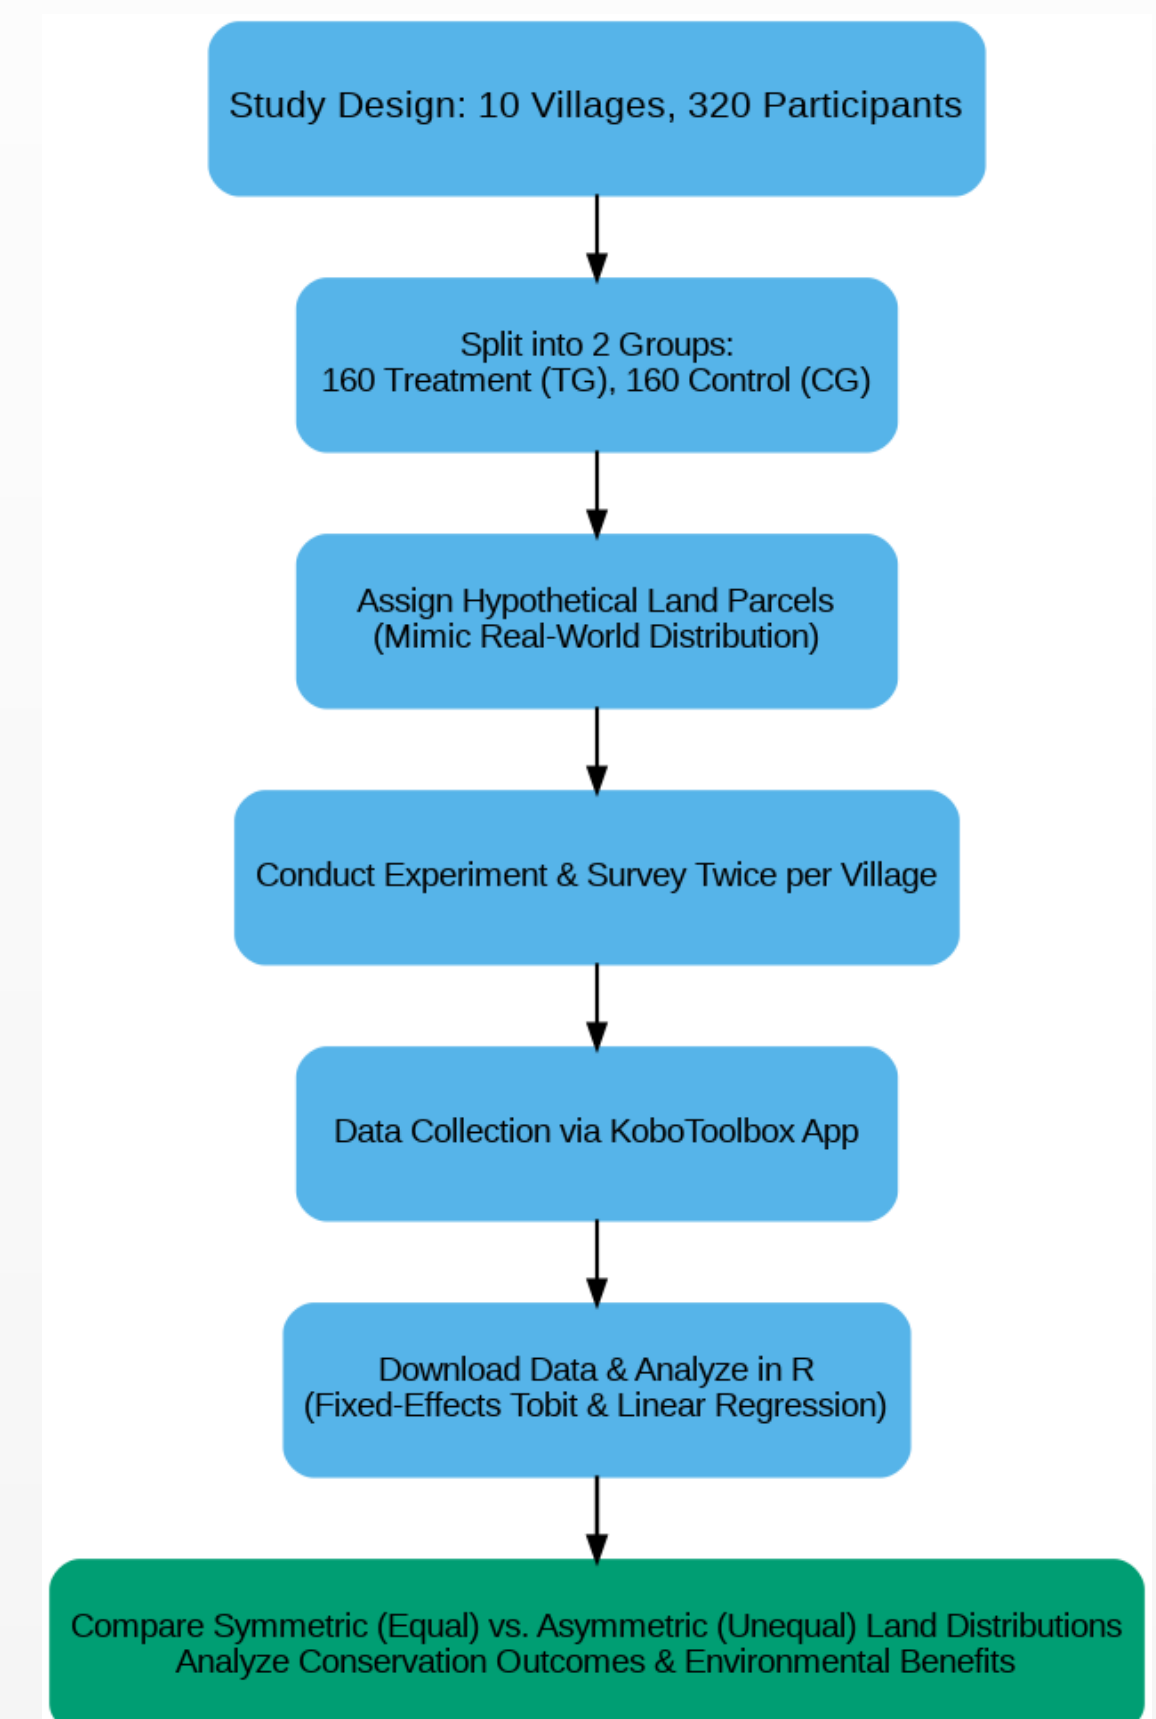 Study Design: 10 Villages, 320 Participants
Split into 2 Groups:
160 Treatment (TG), 160 Control (CG)
Assign Hypothetical Land Parcels
(Mimic Real-World Distribution)
Conduct Experiment & Survey Twice per Village
Data Collection via KoboToolbox App
Download Data & Analyze in R
(Fixed-Effects Tobit & Linear Regression)
Compare Symmetric (Equal) vs. Asymmetric (Unequal) Land Distributions
Analyze Conservation Outcomes & Environmental Benefits